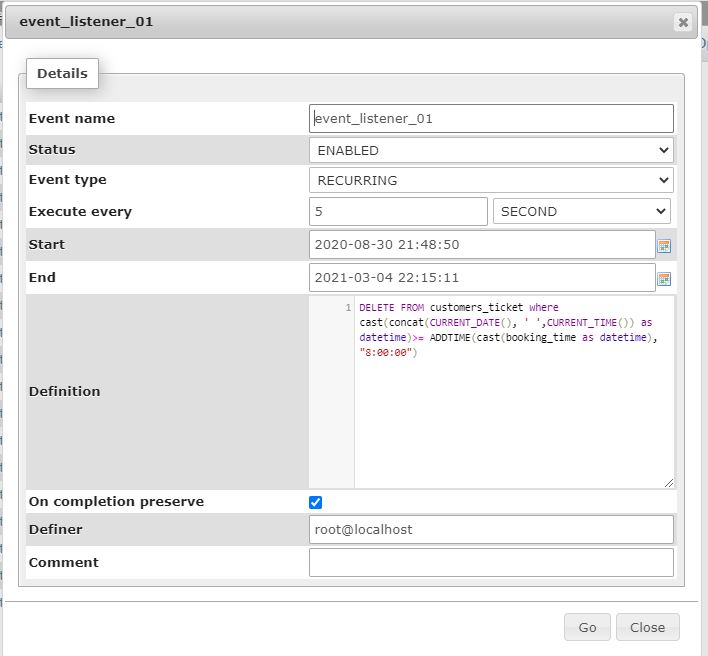 event_listener_01
Details
Event name event_listener_01
Status ENABLED
Event type RECURRING
Execute every 5 SECOND
Start 2020-08-30 21:48:50
End 2021-03-04 22:15:11
Definition
1 DELETE FROM customers_ticket where
cast(concat(CURRENT_DATE(), ' ',CURRENT_TIME()) as
datetime)>= ADDTIME(cast(booking_time as datetime),
"8:00:00")
On completion preserve
Definer root@localhost
Comment
Go Close